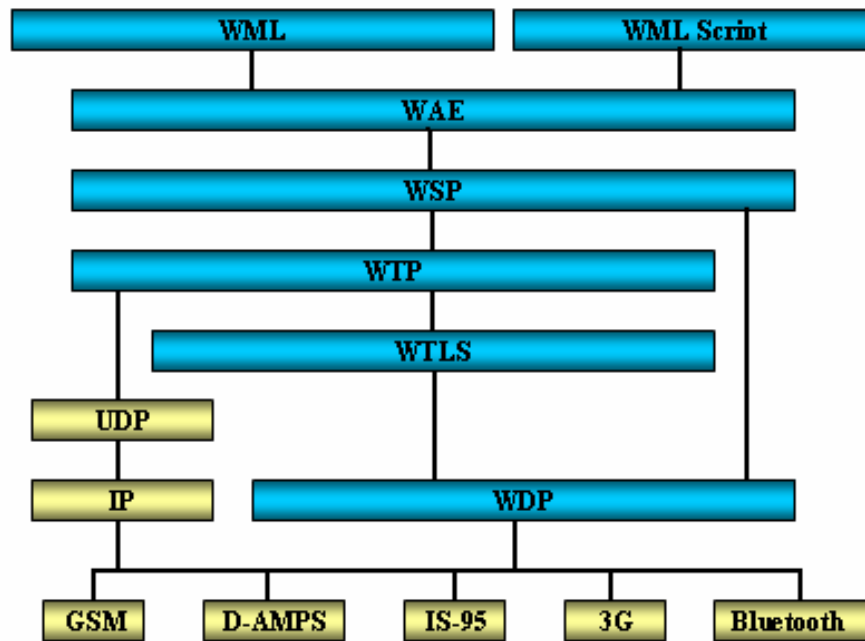 WML
WML Script
WAE
WSP
WTP
WTLS
UDP
IP
WDP
GSM
D-AMPS
IS-95
3G
Bluetooth